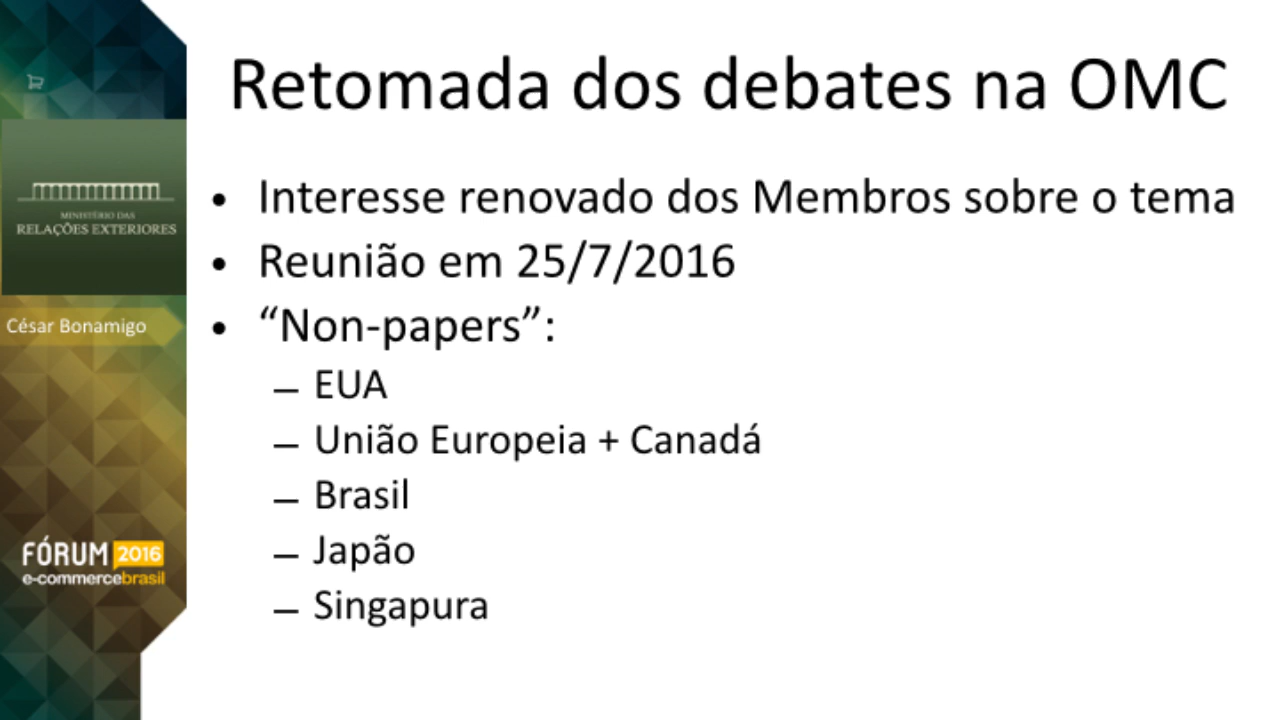 Retomada dos debates na OMC
MINISTÉRIO DAS
RELAÇÕES EXTERIORES
César Bonamigo
FÓRUM 2016
e-commercebrasil
• Interesse renovado dos Membros sobre o tema
• Reunião em 25/7/2016
• “Non-papers”:
– EUA
– União Europeia + Canadá
– Brasil
– Japão
– Singapura